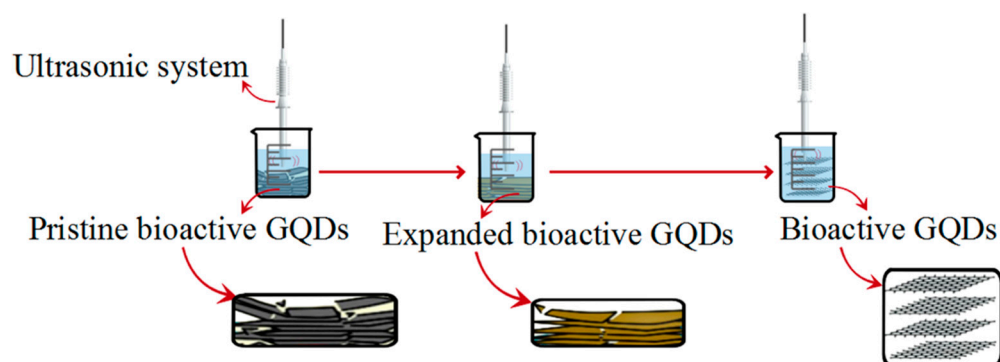 Ultrasonic system
Pristine bioactive GQDs
Expanded bioactive GQDs
Bioactive GQDs